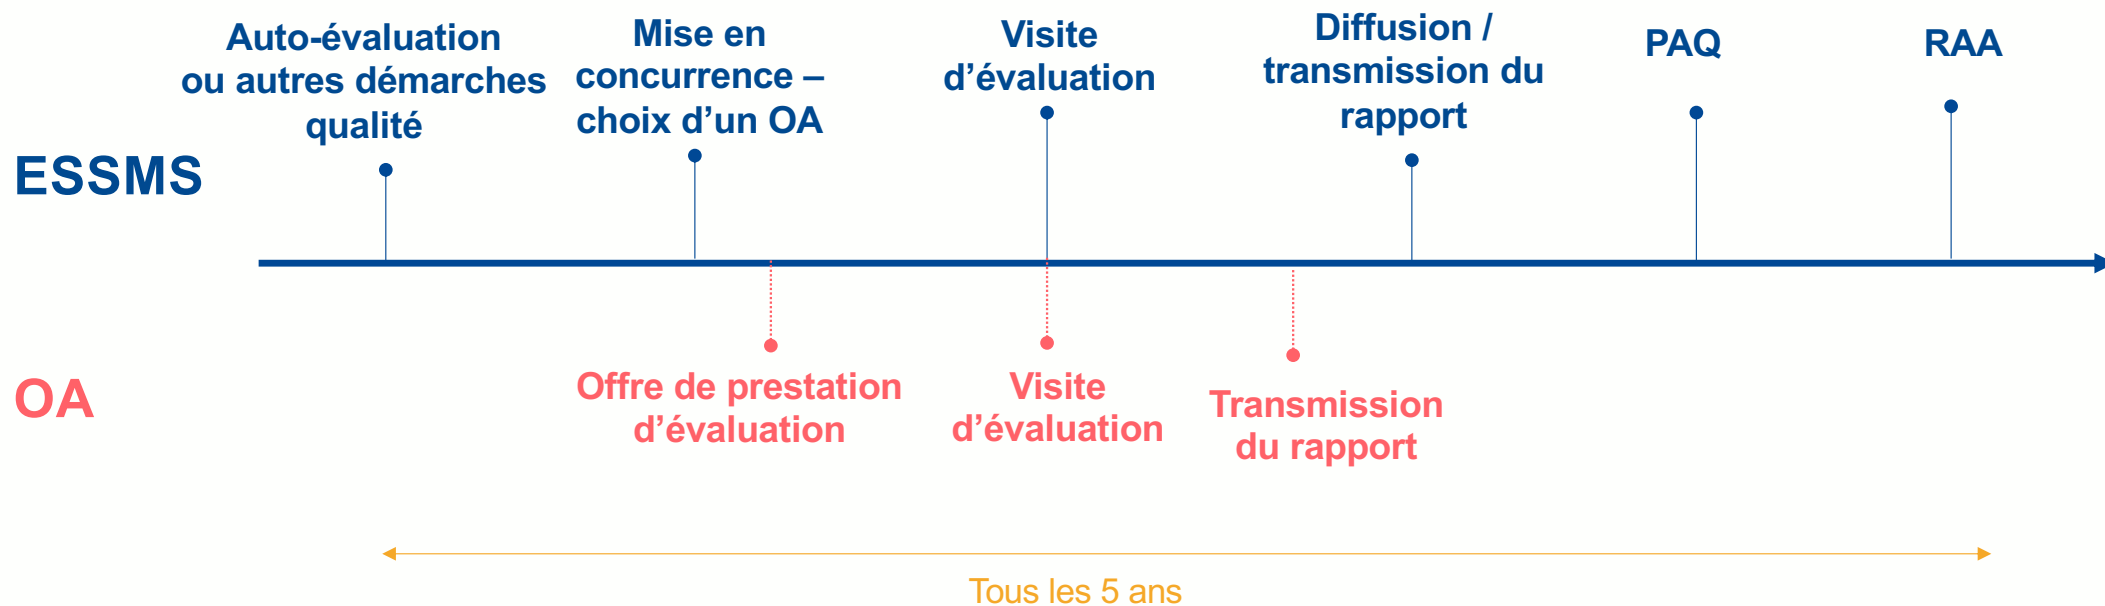 Auto-évaluation
ou autres démarches
qualité
Mise en
concurrence –
choix d’un OA
Visite
d’évaluation
Diffusion /
transmission du
rapport
PAQ
RAA
ESSMS
OA
Offre de prestation
d’évaluation
Visite
d’évaluation
Transmission
du rapport
Tous les 5 ans